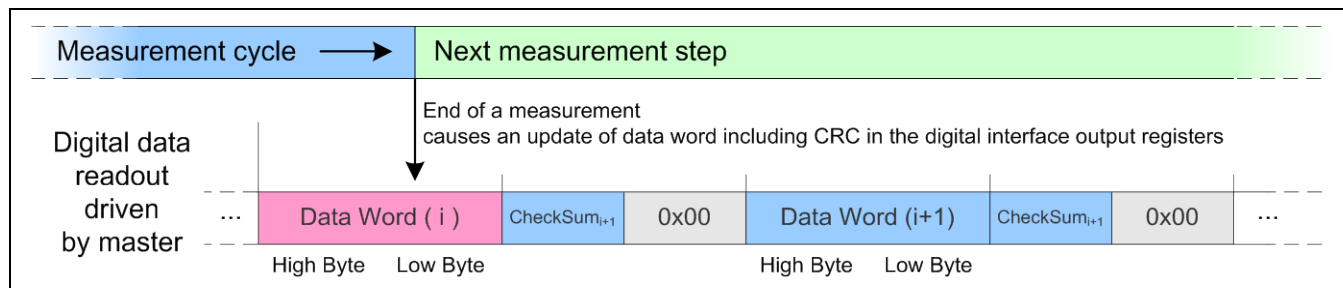 Measurement cycle
Next measurement step
End of a measurement
causes an update of data word including CRC in the digital interface output registers
Digital data
readout
driven
by master
... Data Word ( i ) CheckSumi+1 0x00 Data Word (i+1) CheckSumi+1 0x00 ...
High Byte Low Byte High Byte Low Byte